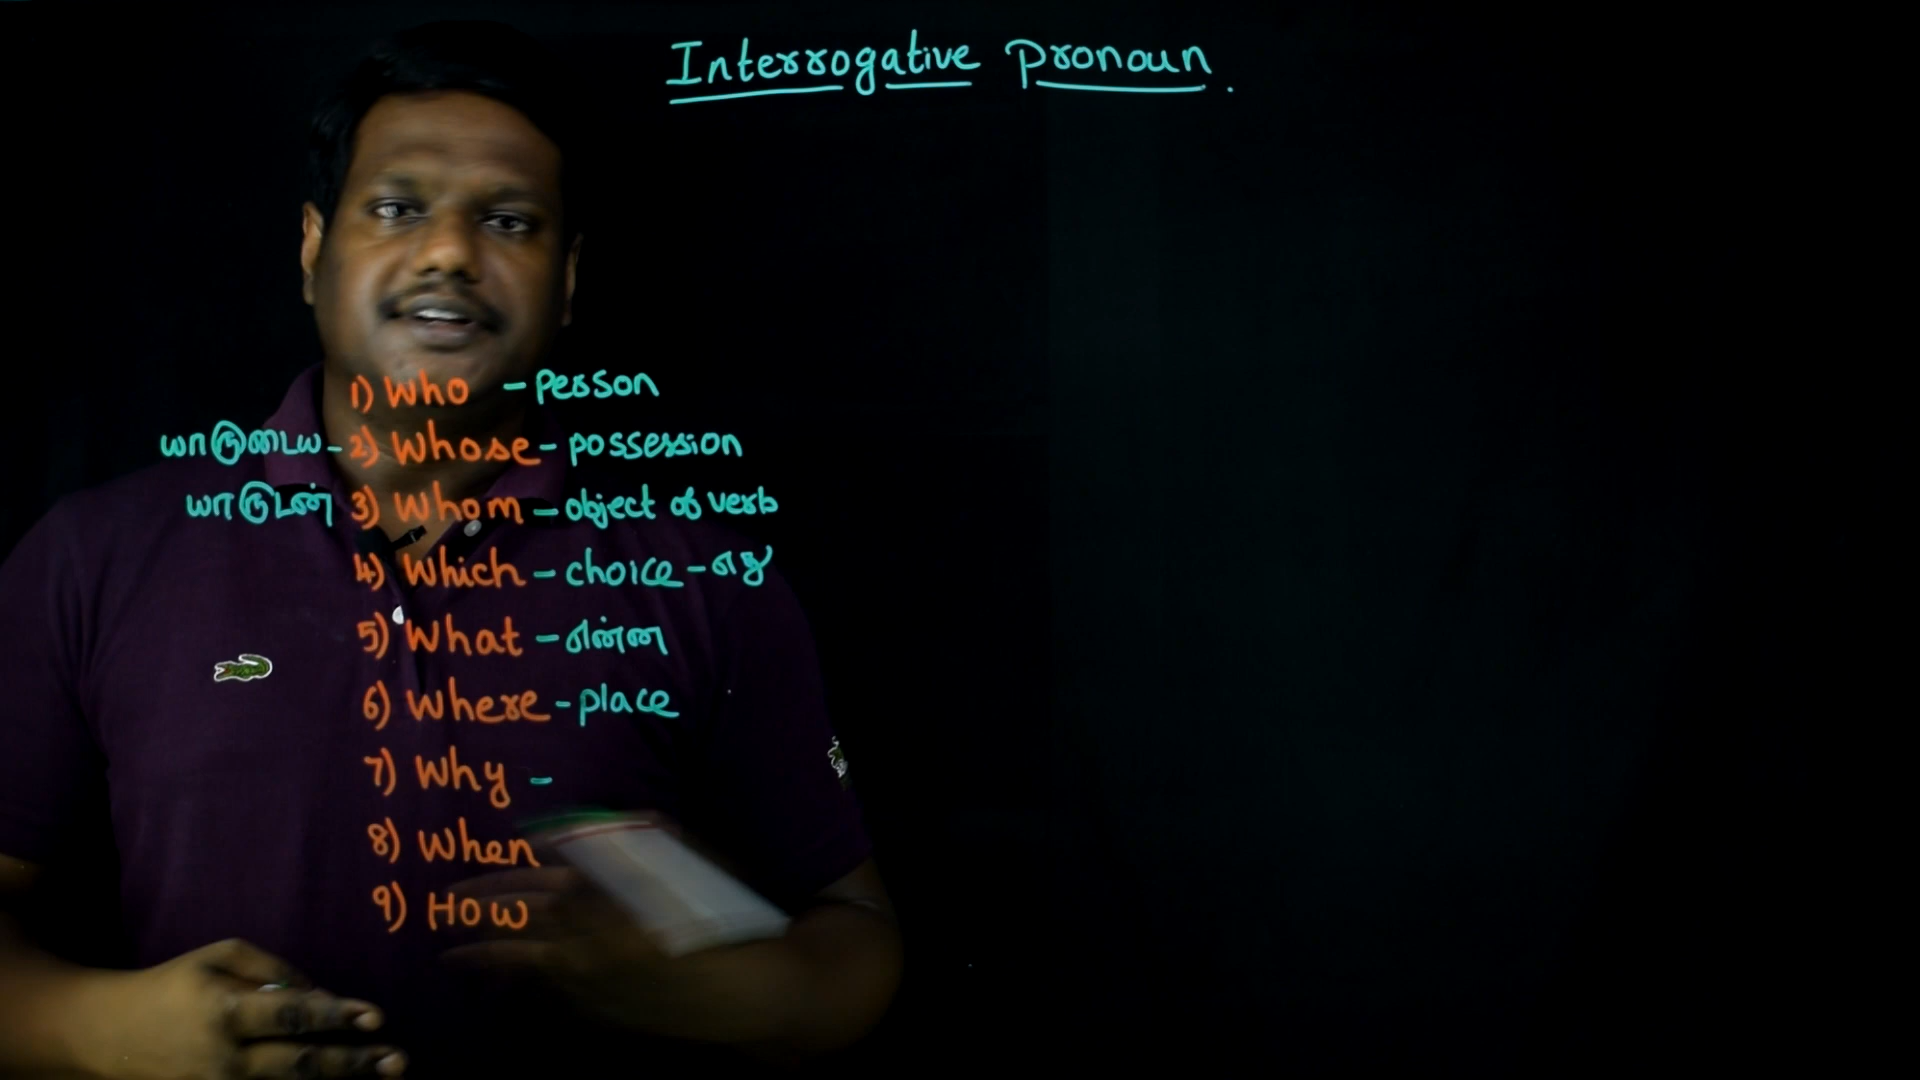 Interrogative pronoun.
1) Who - Person
யாருடைய - 2) Whose - possession
யாருடன் 3) Whom - object of verb
4) Which - choice - எது
5) What - என்ன
6) Where - place
7) Why -
8) When
9) How